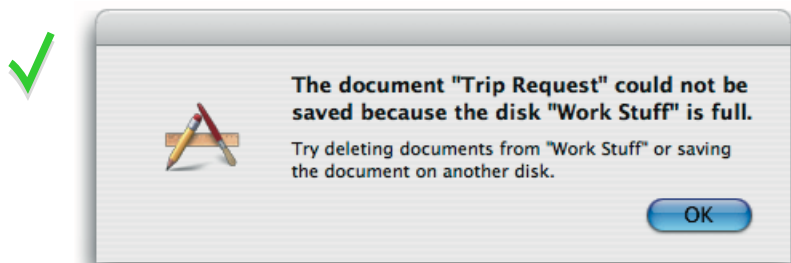 The document "Trip Request" could not be
saved because the disk "Work Stuff" is full.
Try deleting documents from "Work Stuff" or saving
the document on another disk.
OK